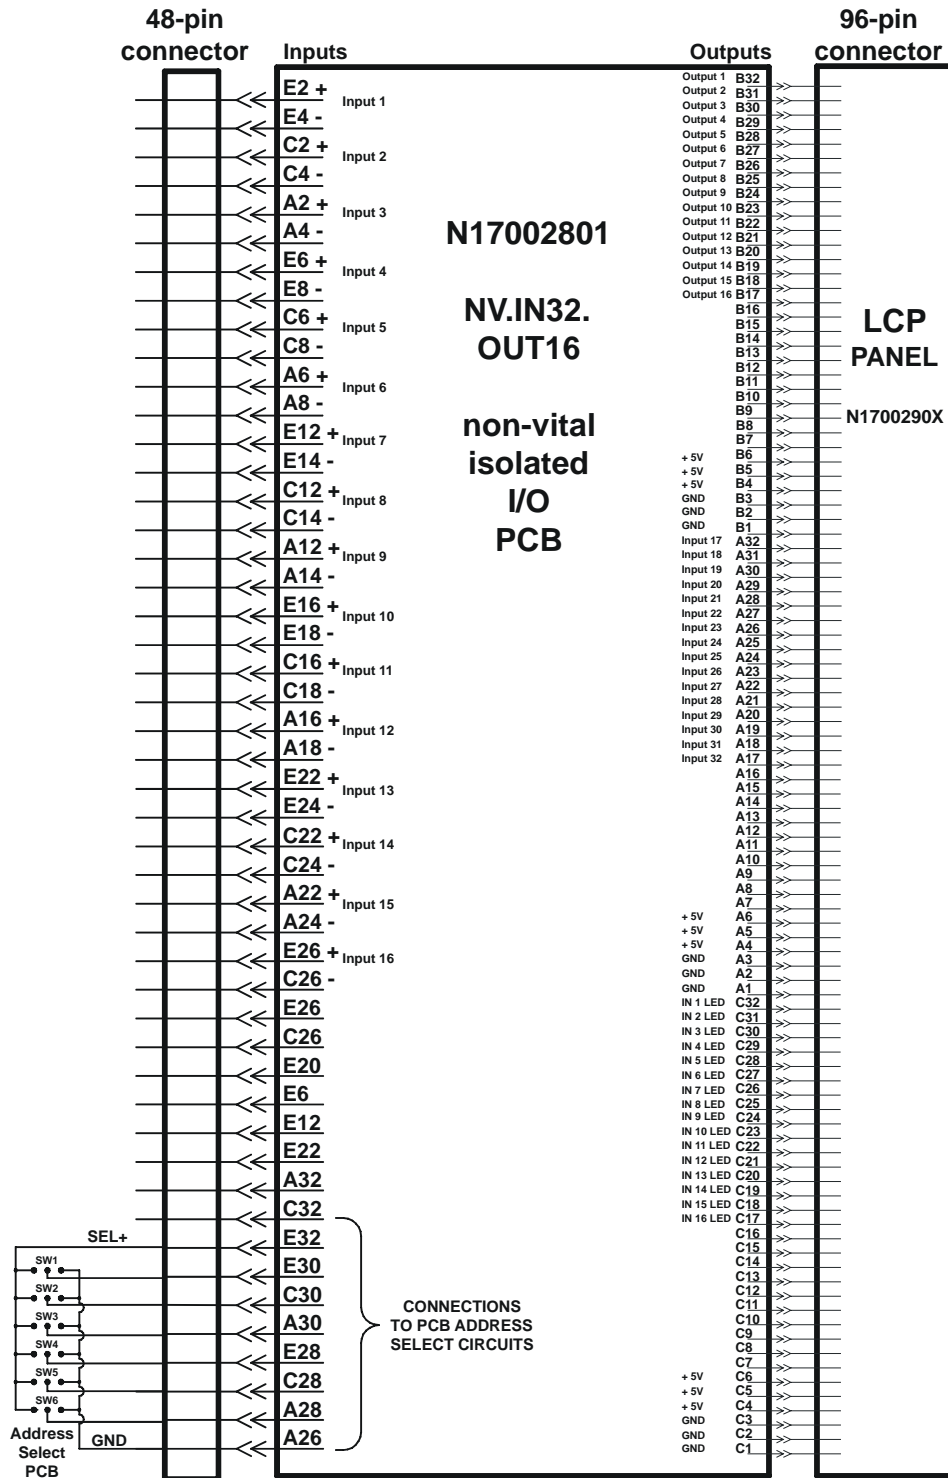 48-pin
connector
Inputs
Outputs
96-pin
connector
E2 +
Input 1
E4 -
C2 +
Input 2
C4 -
A2 +
Input 3
A4 -
E6 +
Input 4
E8 -
C6 +
Input 5
C8 -
A6 +
Input 6
A8 -
E12 +
Input 7
E14 -
C12 +
Input 8
C14 -
A12 +
Input 9
A14 -
E16 +
Input 10
E18 -
C16 +
Input 11
C18 -
A16 +
Input 12
A18 -
E22 +
Input 13
E24 -
C22 +
Input 14
C24 -
A22 +
Input 15
A24 -
E26 +
Input 16
C26 -
E26
C26
E20
E6
E12
E22
A32
C32
E32
E30
C30
A30
E28
C28
A28
A26
SEL+
SW1
SW2
SW3
SW4
SW5
SW6
Address
Select
PCB
GND
CONNECTIONS
TO PCB ADDRESS
SELECT CIRCUITS
N17002801
NV.IN32.
OUT16
non-vital
isolated
I/O
PCB
Output 1 B32
Output 2 B31
Output 3 B30
Output 4 B29
Output 5 B28
Output 6 B27
Output 7 B26
Output 8 B25
Output 9 B24
Output 10 B23
Output 11 B22
Output 12 B21
Output 13 B20
Output 14 B19
Output 15 B18
Output 16 B17
B16
B15
B14
B13
B12
B11
B10
B9
B8
B7
+ 5V B6
+ 5V B5
+ 5V B4
GND B3
GND B2
GND B1
Input 17 A32
Input 18 A31
Input 19 A30
Input 20 A29
Input 21 A28
Input 22 A27
Input 23 A26
Input 24 A25
Input 25 A24
Input 26 A23
Input 27 A22
Input 28 A21
Input 29 A20
Input 30 A19
Input 31 A18
Input 32 A17
A16
A15
A14
A13
A12
A11
A10
A9
A8
A7
+ 5V A6
+ 5V A5
+ 5V A4
GND A3
GND A2
GND A1
IN 1 LED C32
IN 2 LED C31
IN 3 LED C30
IN 4 LED C29
IN 5 LED C28
IN 6 LED C27
IN 7 LED C26
IN 8 LED C25
IN 9 LED C24
IN 10 LED C23
IN 11 LED C22
IN 12 LED C21
IN 13 LED C20
IN 14 LED C19
IN 15 LED C18
IN 16 LED C17
C16
C15
C14
C13
C12
C11
C10
C9
C8
C7
+ 5V C6
+ 5V C5
+ 5V C4
GND C3
GND C2
GND C1
LCP
PANEL
N1700290X